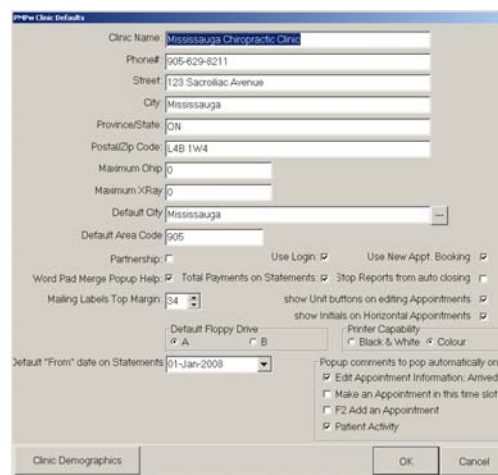 PMPw Clinic Defaults
Clinic Name: Mississauga Chiropractic Clinic
Phone#: 905-629-8211
Street: 123 Sacroiliac Avenue
City: Mississauga
Province/State: ON
Postal/Zip Code: L4B 1W4
Maximum Ohip 0
Maximum XRay 0
Default City Mississauga ...
Default Area Code 905
Partnership: Use Login: Use New Appt. Booking
Word Pad Merge Popup Help: Total Payments on Statements: Stop Reports from auto closing
Mailing Labels Top Margin: 34 show Unit buttons on editing Appointments
show Initials on Horizontal Appointments
Default Floppy Drive Printer Capability
A B Black & White Colour
Default "From" date on Statements 01-Jan-2008 Popup comments to pop automatically on
Edit Appointment Information; Arrived
Make an Appointment in this time slot
F2 Add an Appointment
Patient Activity
Clinic Demographics OK Cancel